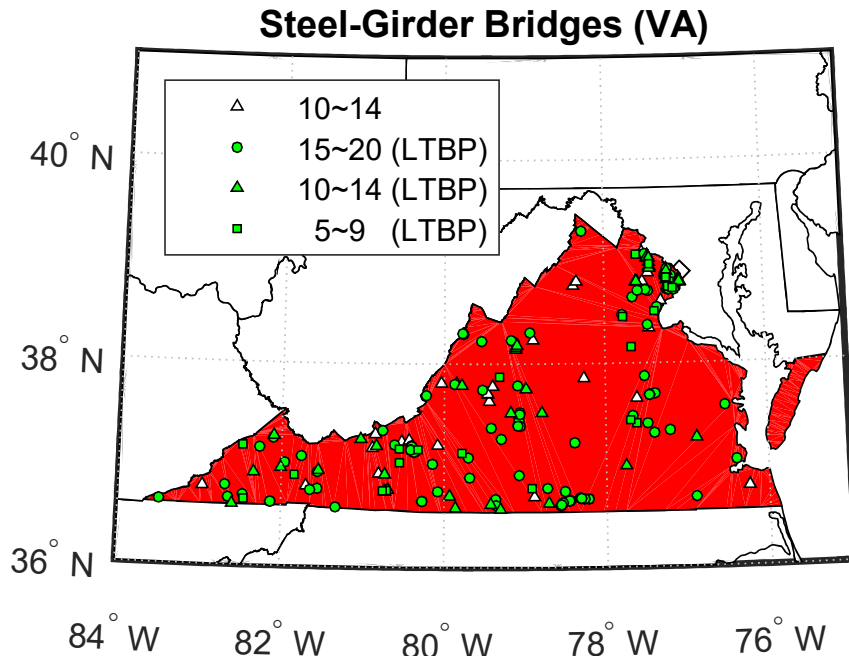 Steel-Girder Bridges (VA)
10~14
15~20 (LTBP)
10~14 (LTBP)
5~9 (LTBP)
40° N
38° N
36° N
84° W 82° W 80° W 78° W 76° W